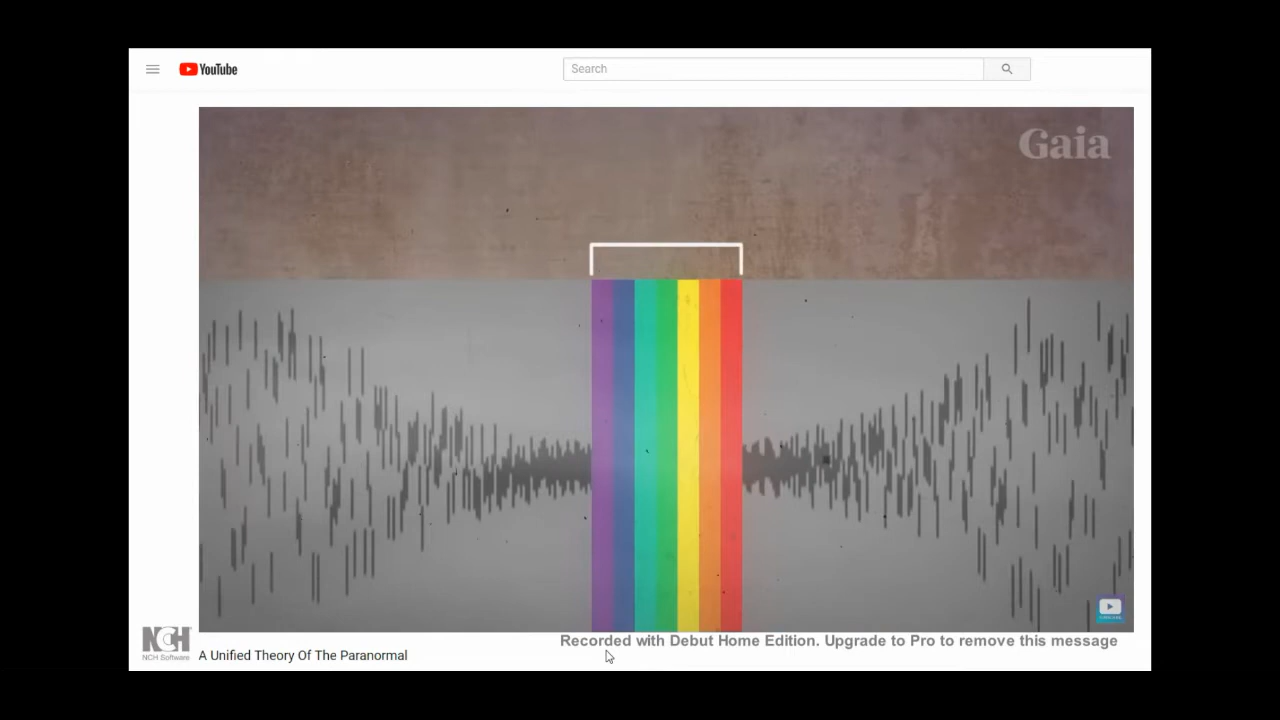 YouTube
Search
Gaia
NCH
NCH Software
Recorded with Debut Home Edition. Upgrade to Pro to remove this message
A Unified Theory Of The Paranormal